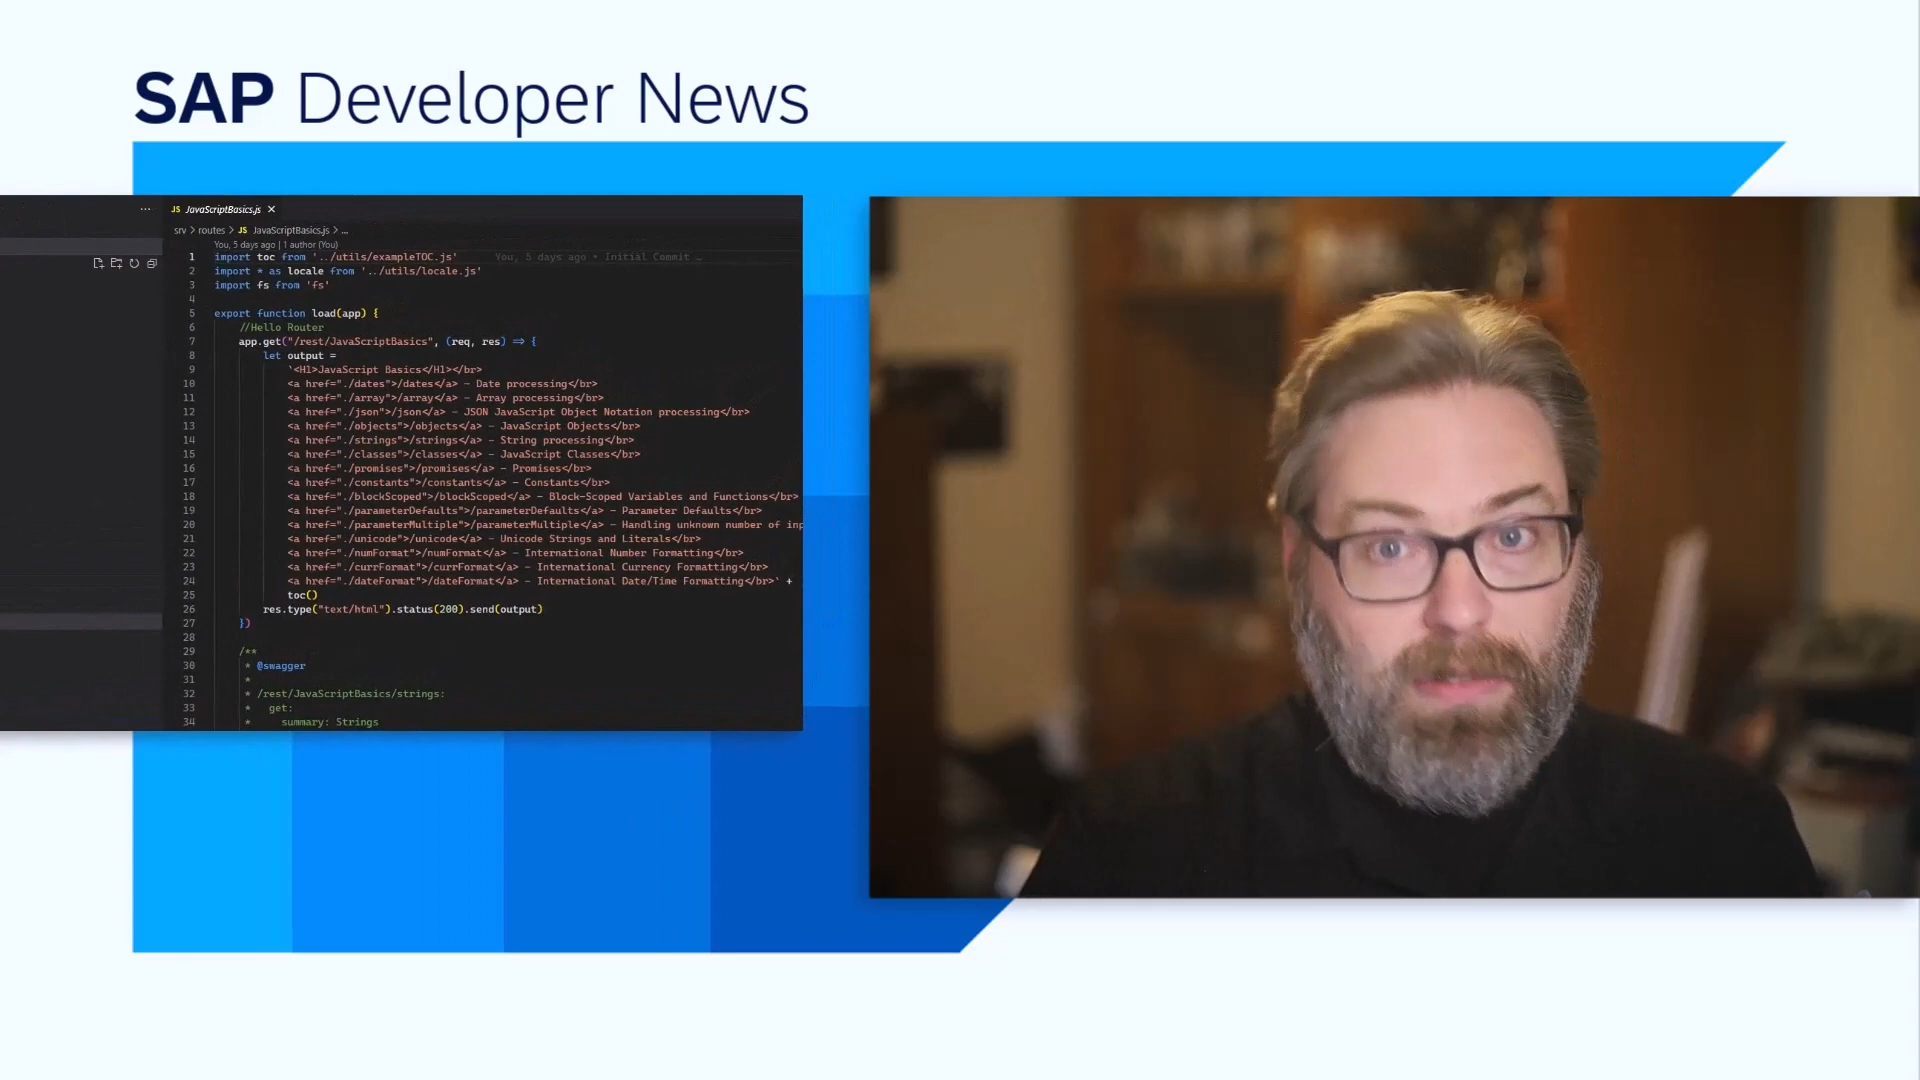 SAP Developer News
JS JavaScriptBasics.js
srv > routes > JS JavaScriptBasics.js > ...
You, 5 days ago | 1 author (You)
1 import toc from '../utils/exampleTOC.js' You, 5 days ago • Initial Commit …
2 import * as locale from '../utils/locale.js'
3 import fs from 'fs'
4
5 export function load(app) {
6 //Hello Router
7 app.get("/rest/JavaScriptBasics", (req, res) => {
8 let output =
9 `<H1>JavaScript Basics</H1></br>
10 <a href="./dates">/dates</a> - Date processing</br>
11 <a href="./array">/array</a> - Array processing</br>
12 <a href="./json">/json</a> - JSON JavaScript Object Notation processing</br>
13 <a href="./objects">/objects</a> - JavaScript Objects</br>
14 <a href="./strings">/strings</a> - String processing</br>
15 <a href="./classes">/classes</a> - JavaScript Classes</br>
16 <a href="./promises">/promises</a> - Promises</br>
17 <a href="./constants">/constants</a> - Constants</br>
18 <a href="./blockScoped">/blockScoped</a> - Block-Scoped Variables and Functions</br>
19 <a href="./parameterDefaults">/parameterDefaults</a> - Parameter Defaults</br>
20 <a href="./parameterMultiple">/parameterMultiple</a> - Handling unknown number of inp
21 <a href="./unicode">/unicode</a> - Unicode Strings and Literals</br>
22 <a href="./numFormat">/numFormat</a> - International Number Formatting</br>
23 <a href="./currFormat">/currFormat</a> - International Currency Formatting</br>
24 <a href="./dateFormat">/dateFormat</a> - International Date/Time Formatting</br>` +
25 toc()
26 res.type("text/html").status(200).send(output)
27 })
28
29 /**
30 * @swagger
31 *
32 * /rest/JavaScriptBasics/strings:
33 * get:
34 * summary: Strings